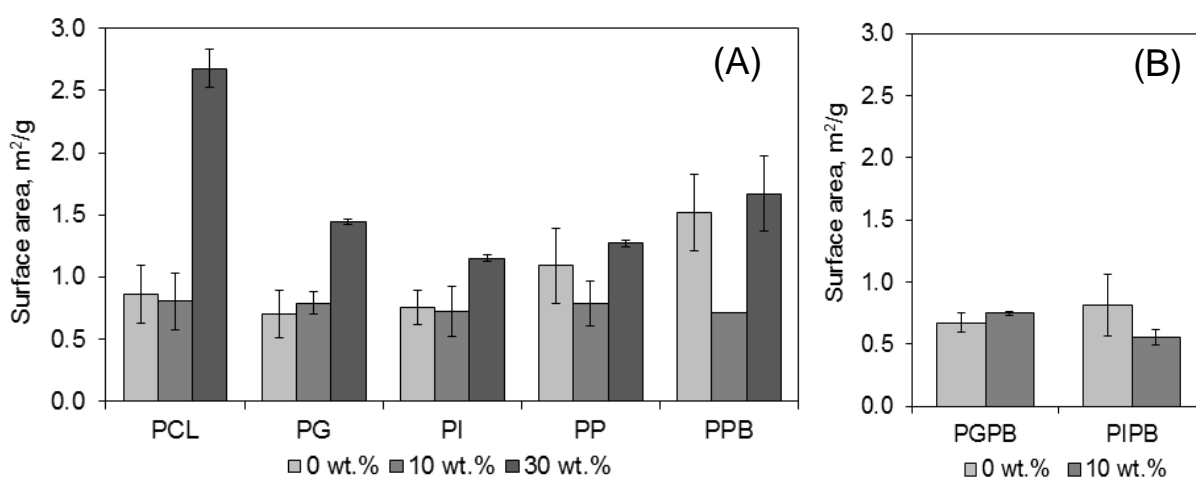 (A)
Surface area, m²/g
3.0
2.5
2.0
1.5
1.0
0.5
0.0
PCL PG PI PP PPB
0 wt.% 10 wt.% 30 wt.%
(B)
Surface area, m²/g
3.0
2.5
2.0
1.5
1.0
0.5
0.0
PGPB PIPB
0 wt.% 10 wt.%